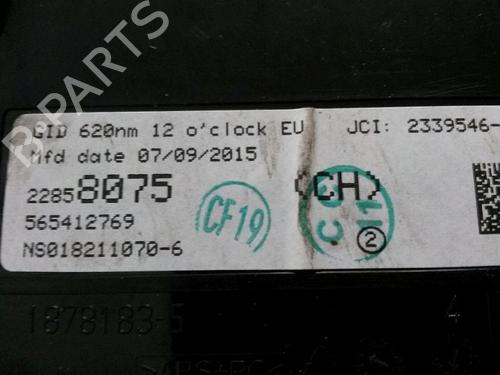 B PARTS
GID 620nm 12 o'clock EU JCI: 2339546-
Mfd date 07/09/2015
22858075 (CH)
565412769 CF19
NS018211070-6 2
1878183-5 4